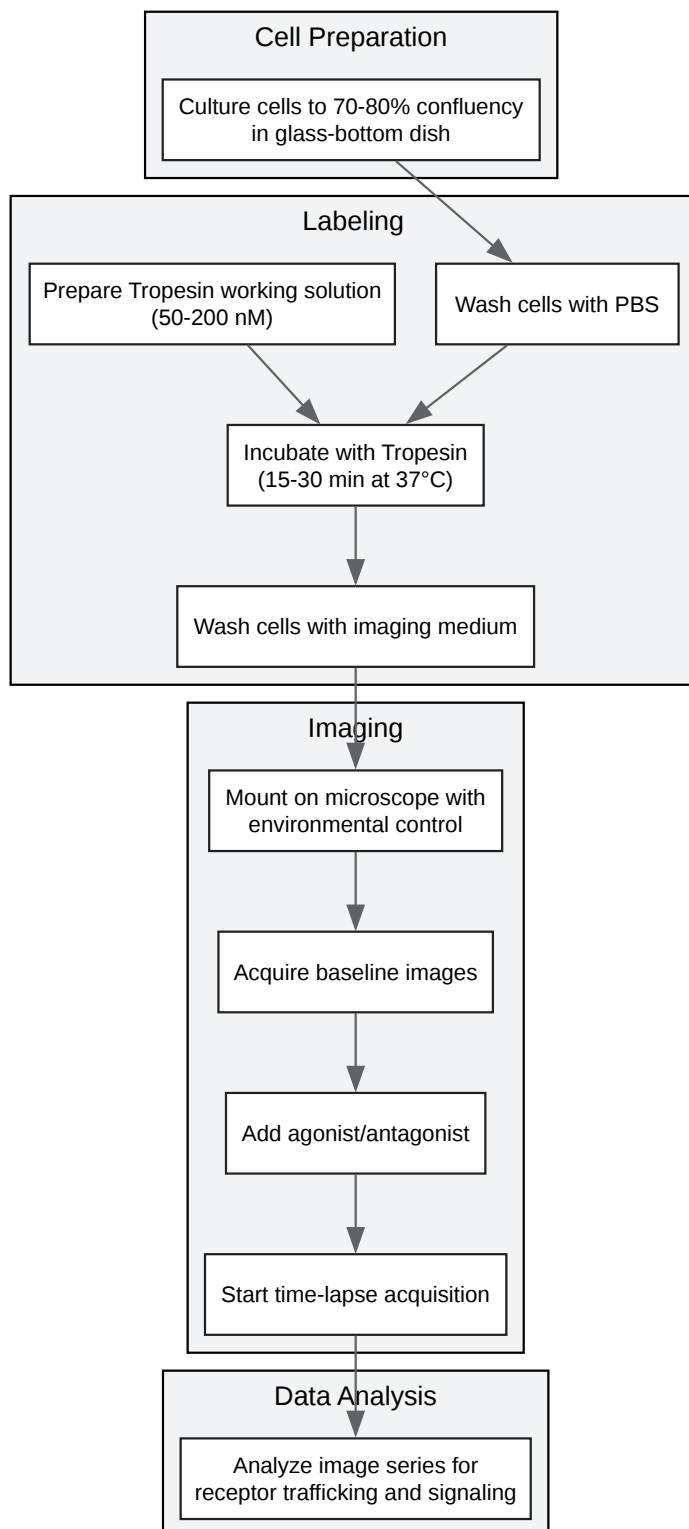 Cell Preparation
Culture cells to 70-80% confluency
in glass-bottom dish
Labeling
Prepare Tropesin working solution
(50-200 nM)
Wash cells with PBS
Incubate with Tropesin
(15-30 min at 37°C)
Wash cells with imaging medium
Imaging
Mount on microscope with
environmental control
Acquire baseline images
Add agonist/antagonist
Start time-lapse acquisition
Data Analysis
Analyze image series for
receptor trafficking and signaling